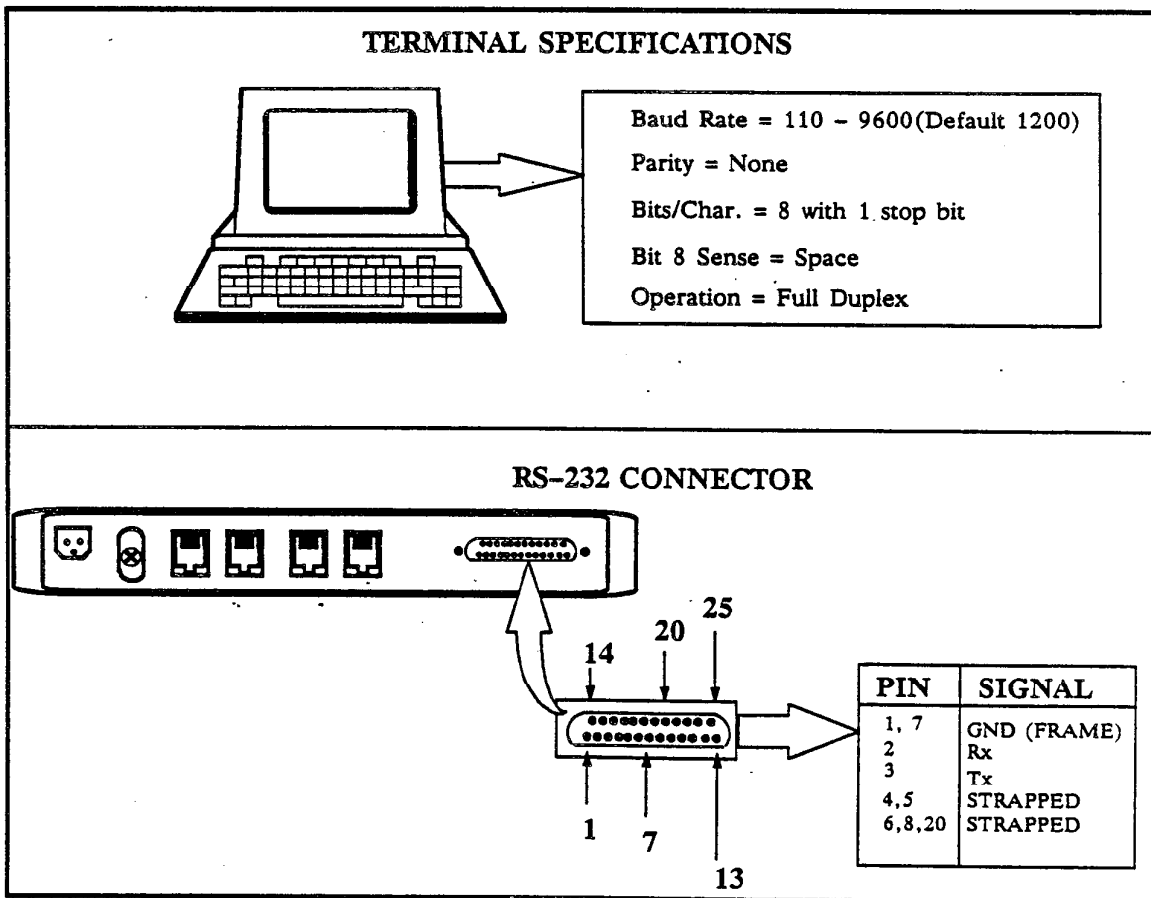 TERMINAL SPECIFICATIONS
Baud Rate = 110 – 9600(Default 1200)
Parity = None
Bits/Char. = 8 with 1 stop bit
Bit 8 Sense = Space
Operation = Full Duplex
RS–232 CONNECTOR
14
20
25
1
7
13
PIN SIGNAL
1, 7 GND (FRAME)
2 Rx
3 Tx
4,5 STRAPPED
6,8,20 STRAPPED